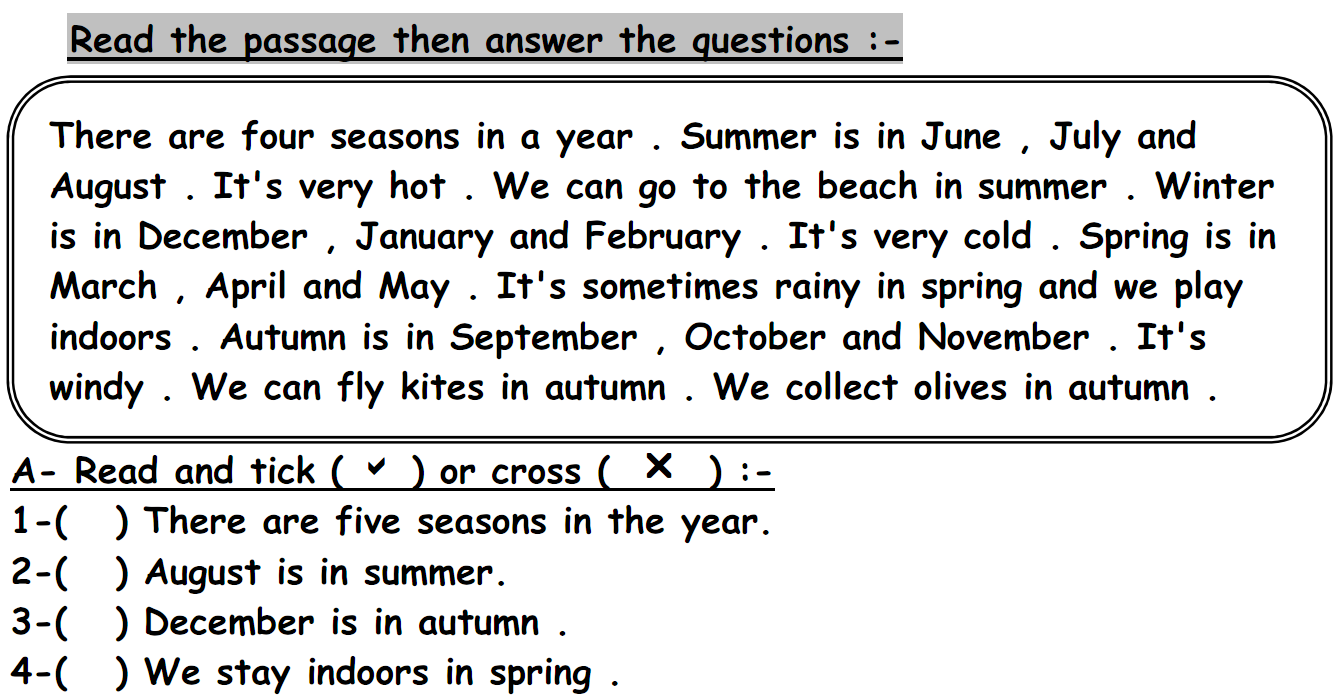 Read the passage then answer the questions :-
There are four seasons in a year . Summer is in June , July and
August . It's very hot . We can go to the beach in summer . Winter
is in December , January and February . It's very cold . Spring is in
March , April and May . It's sometimes rainy in spring and we play
indoors . Autumn is in September , October and November . It's
windy . We can fly kites in autumn . We collect olives in autumn .
A- Read and tick ( ✓ ) or cross ( ✕ ) :-
1-( ) There are five seasons in the year.
2-( ) August is in summer.
3-( ) December is in autumn .
4-( ) We stay indoors in spring .